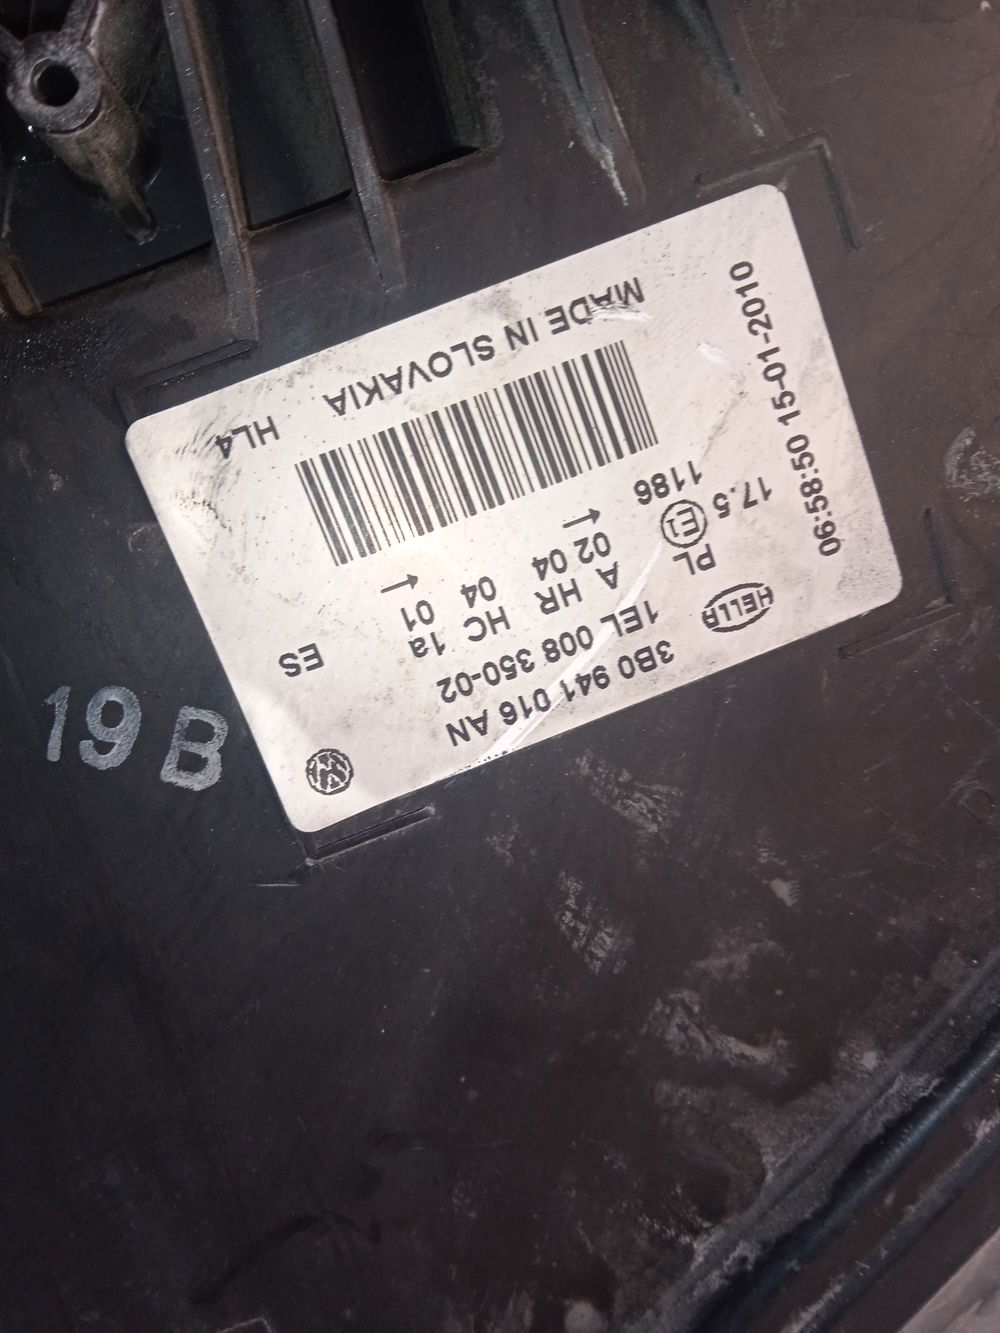 3B0 941 016 AN
1EL 008 350-02
HELLA
A HR HC 1a
02 04 04 01
← ←
PL
E1
17.5
1186
ES
MADE IN SLOVAKIA
HL4
06:58:50 15-01-2010
19 B